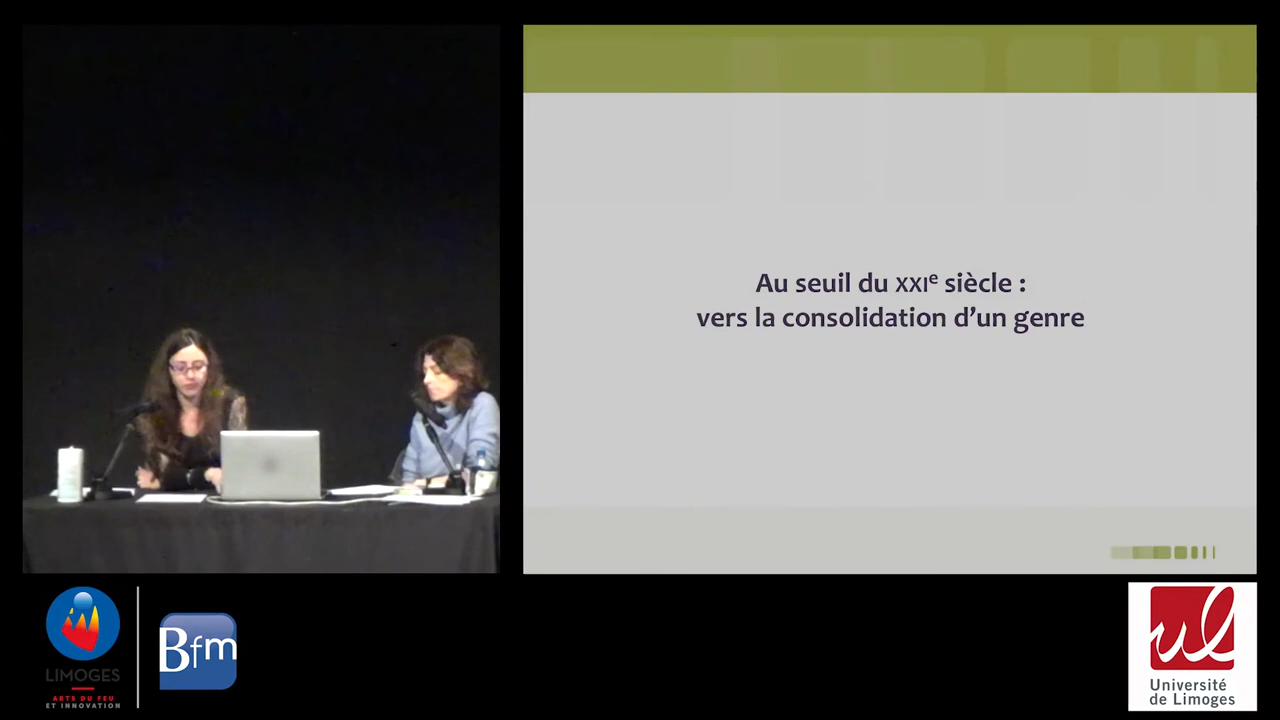 Au seuil du XXIe siècle :
vers la consolidation d’un genre
LIMOGES
ARTS DU FEU
ET INNOVATION
Bfm
ul
Université
de Limoges